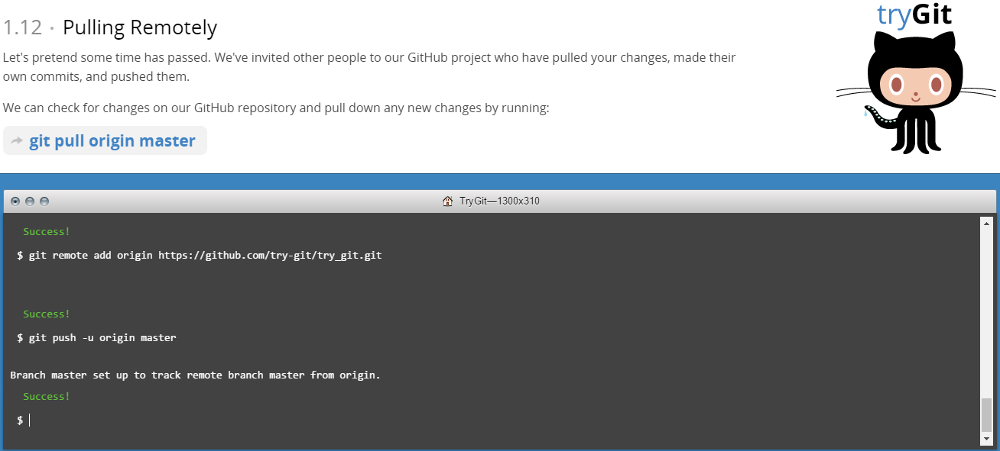 tryGit
1.12 · Pulling Remotely
Let's pretend some time has passed. We've invited other people to our GitHub project who have pulled your changes, made their
own commits, and pushed them.
We can check for changes on our GitHub repository and pull down any new changes by running:
git pull origin master
TryGit—1300x310
Success!
$ git remote add origin https://github.com/try-git/try_git.git
Success!
$ git push -u origin master
Branch master set up to track remote branch master from origin.
Success!
$